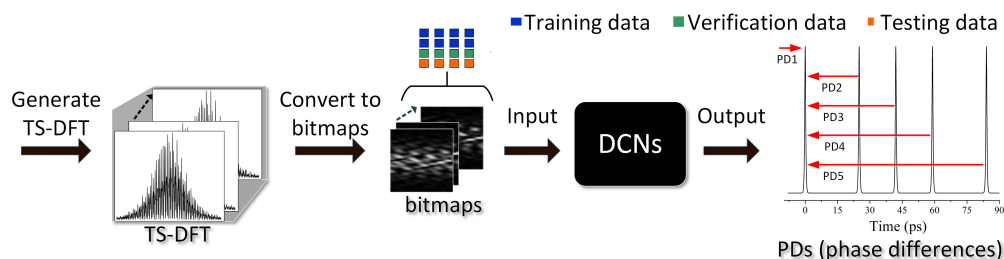 Training data Verification data Testing data
Generate
TS-DFT
TS-DFT
Convert to
bitmaps
bitmaps
Input
DCNs
Output
PD1
PD2
PD3
PD4
PD5
0 15 30 45 60 75 90
Time (ps)
PDs (phase differences)